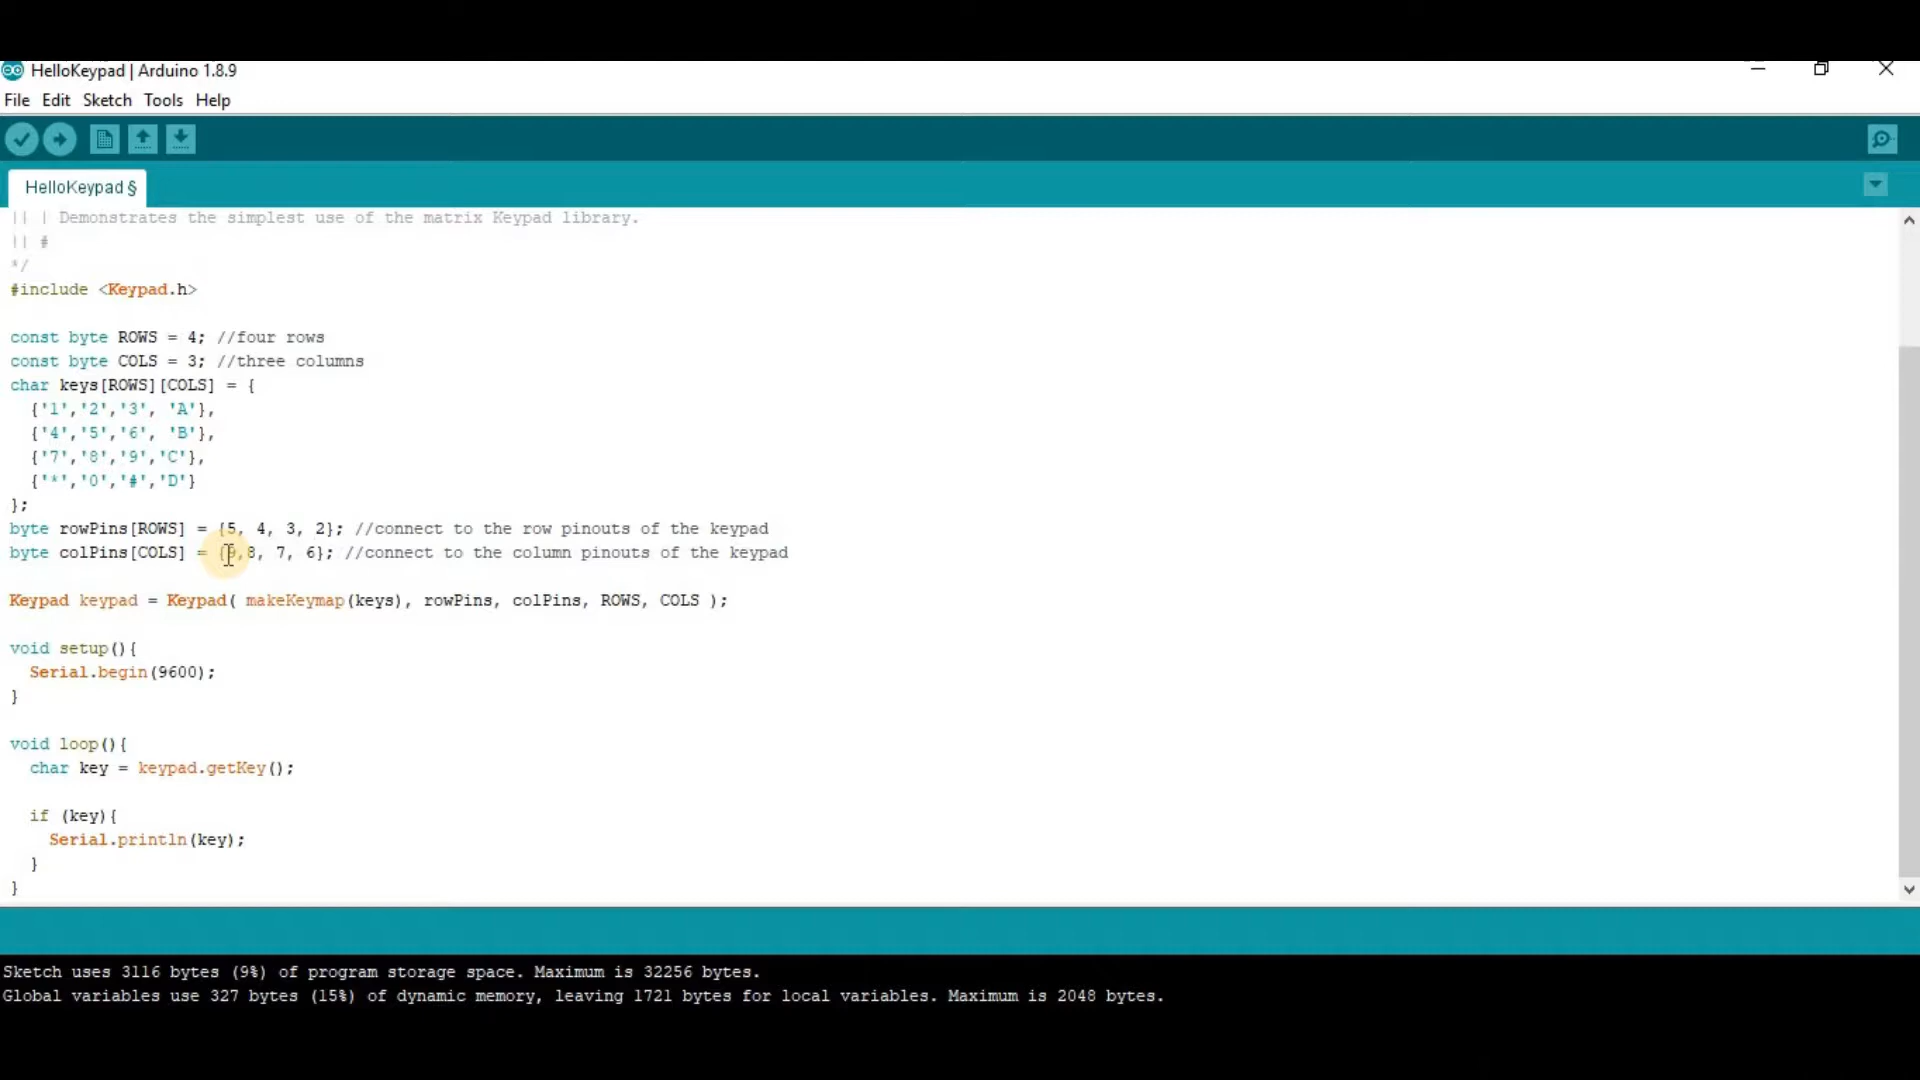 HelloKeypad | Arduino 1.8.9
File Edit Sketch Tools Help
HelloKeypad §
|| | Demonstrates the simplest use of the matrix Keypad library.
|| #
*/
#include <Keypad.h>
const byte ROWS = 4; //four rows
const byte COLS = 3; //three columns
char keys[ROWS][COLS] = {
{'1','2','3', 'A'},
{'4','5','6', 'B'},
{'7','8','9','C'},
{'*','0','#','D'}
};
byte rowPins[ROWS] = {5, 4, 3, 2}; //connect to the row pinouts of the keypad
byte colPins[COLS] = {9,8, 7, 6}; //connect to the column pinouts of the keypad
Keypad keypad = Keypad( makeKeymap(keys), rowPins, colPins, ROWS, COLS );
void setup(){
Serial.begin(9600);
}
void loop(){
char key = keypad.getKey();
if (key){
Serial.println(key);
}
}
Sketch uses 3116 bytes (9%) of program storage space. Maximum is 32256 bytes.
Global variables use 327 bytes (15%) of dynamic memory, leaving 1721 bytes for local variables. Maximum is 2048 bytes.